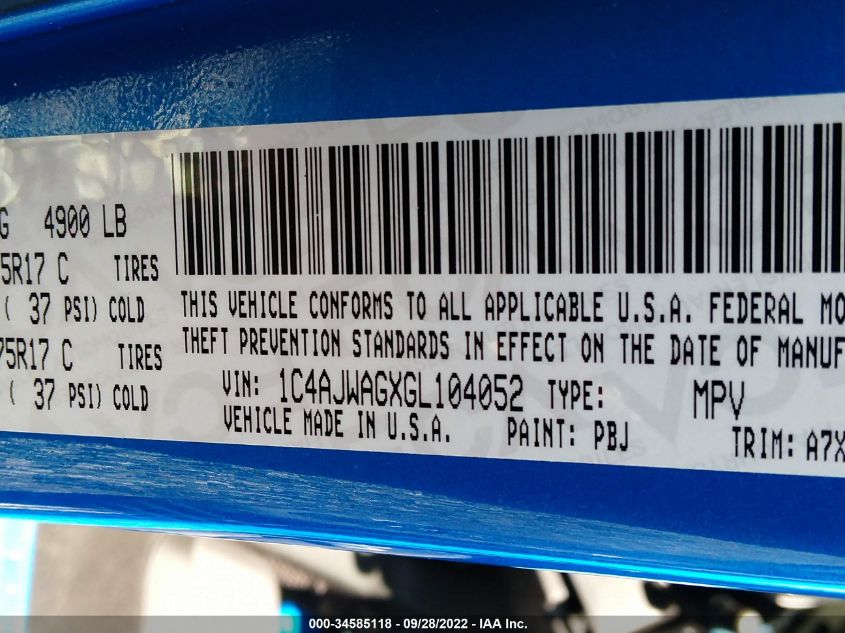 G 4900 LB
5R17 C TIRES
( 37 PSI) COLD
75R17 C TIRES
( 37 PSI) COLD
THIS VEHICLE CONFORMS TO ALL APPLICABLE U.S.A. FEDERAL MO
THEFT PREVENTION STANDARDS IN EFFECT ON THE DATE OF MANUF
VIN: 1C4AJWAGXGL104052 TYPE: MPV
VEHICLE MADE IN U.S.A. PAINT: PBJ TRIM: A7X
000-34585118 - 09/28/2022 - IAA Inc.